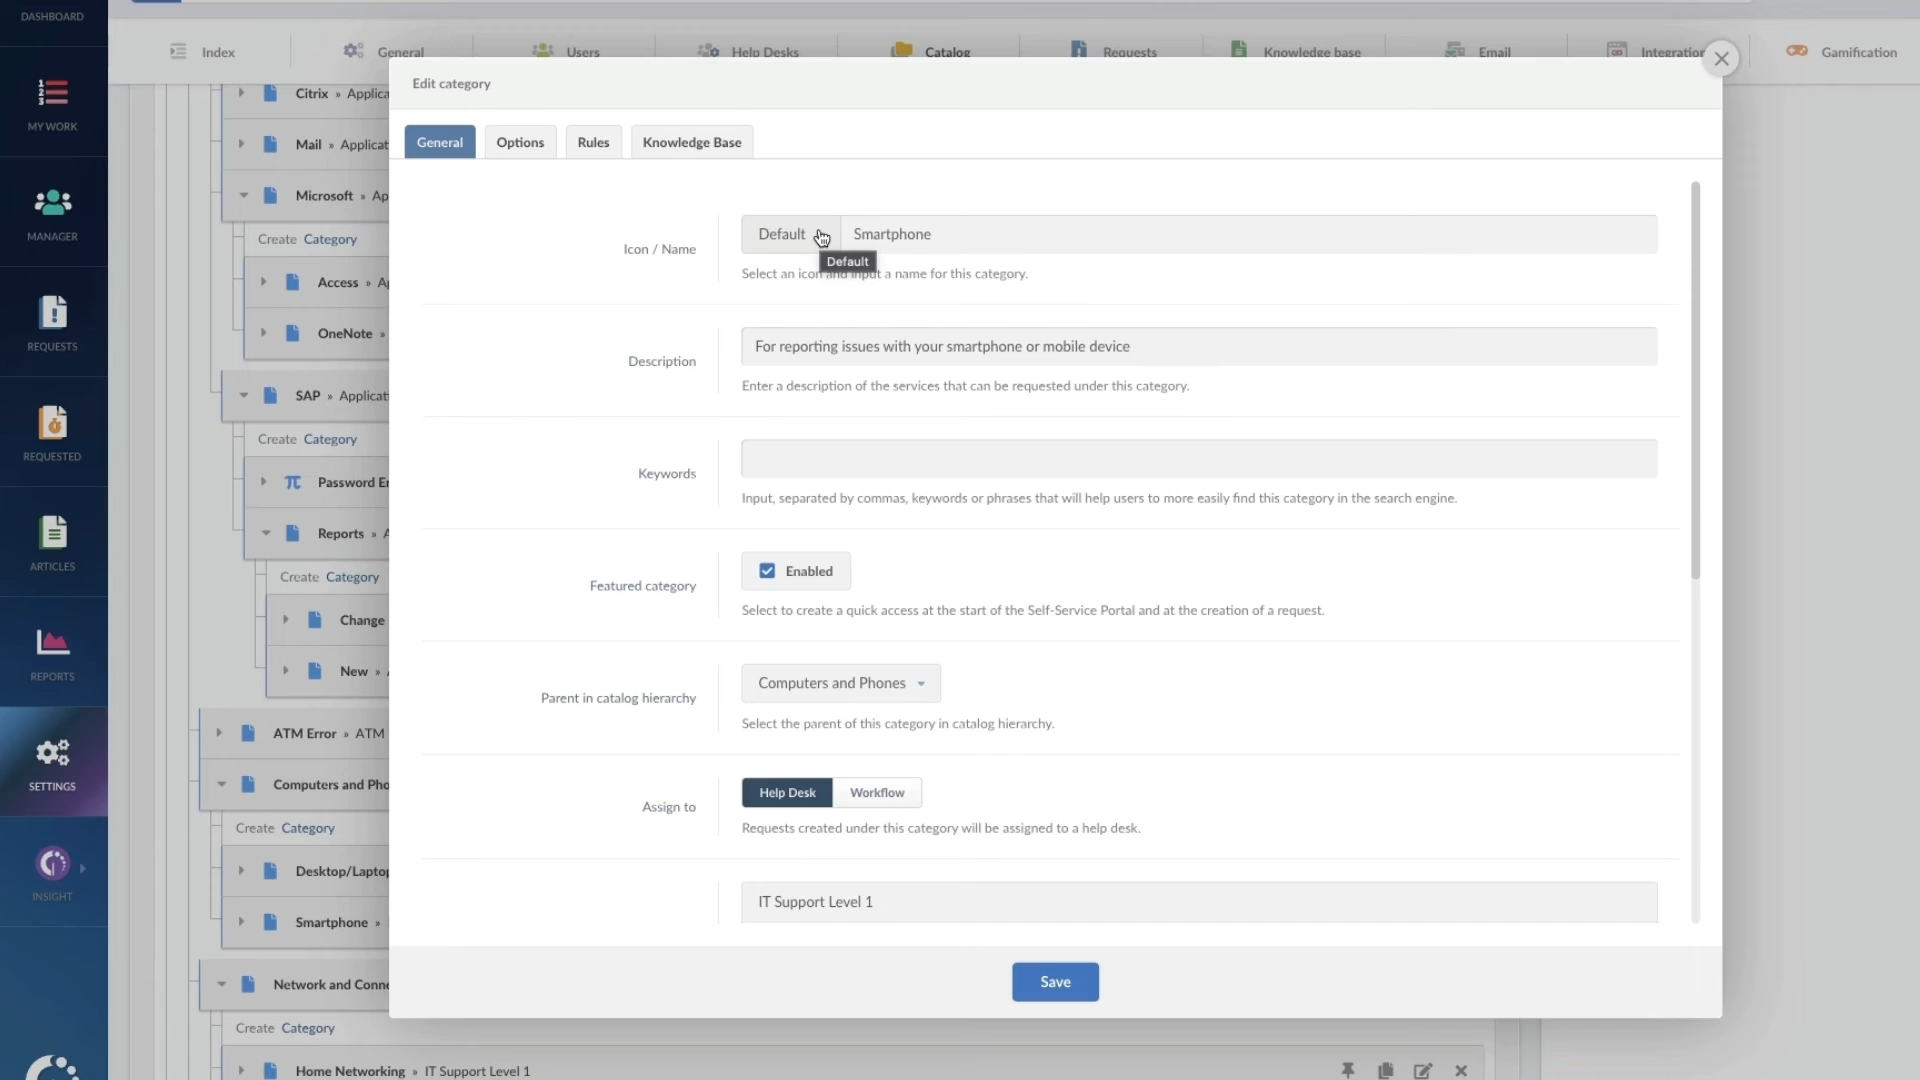 DASHBOARD
MY WORK
MANAGER
REQUESTS
REQUESTED
ARTICLES
REPORTS
SETTINGS
INSIGHT
Index
General
Users
Help Desks
Catalog
Requests
Knowledge base
Email
Gamification
Citrix »
Mail »
Microsoft »
Create Category
Access »
OneNote »
SAP »
Create Category
Password
Reports »
Create Category
Change
New »
ATM Error » ATM
Computers and
Create Category
Smartphone »
Network and
Create Category
Home Networking » IT Support Level 1
Edit category
General
Options
Rules
Knowledge Base
Icon / Name
Default
Smartphone
Default
Select an icon and input a name for this category.
Description
For reporting issues with your smartphone or mobile device
Enter a description of the services that can be requested under this category.
Keywords
Input, separated by commas, keywords or phrases that will help users to more easily find this category in the search engine.
Featured category
Enabled
Select to create a quick access at the start of the Self-Service Portal and at the creation of a request.
Parent in catalog hierarchy
Computers and Phones
Select the parent of this category in catalog hierarchy.
Assign to
Help Desk
Workflow
Requests created under this category will be assigned to a help desk.
IT Support Level 1
Save